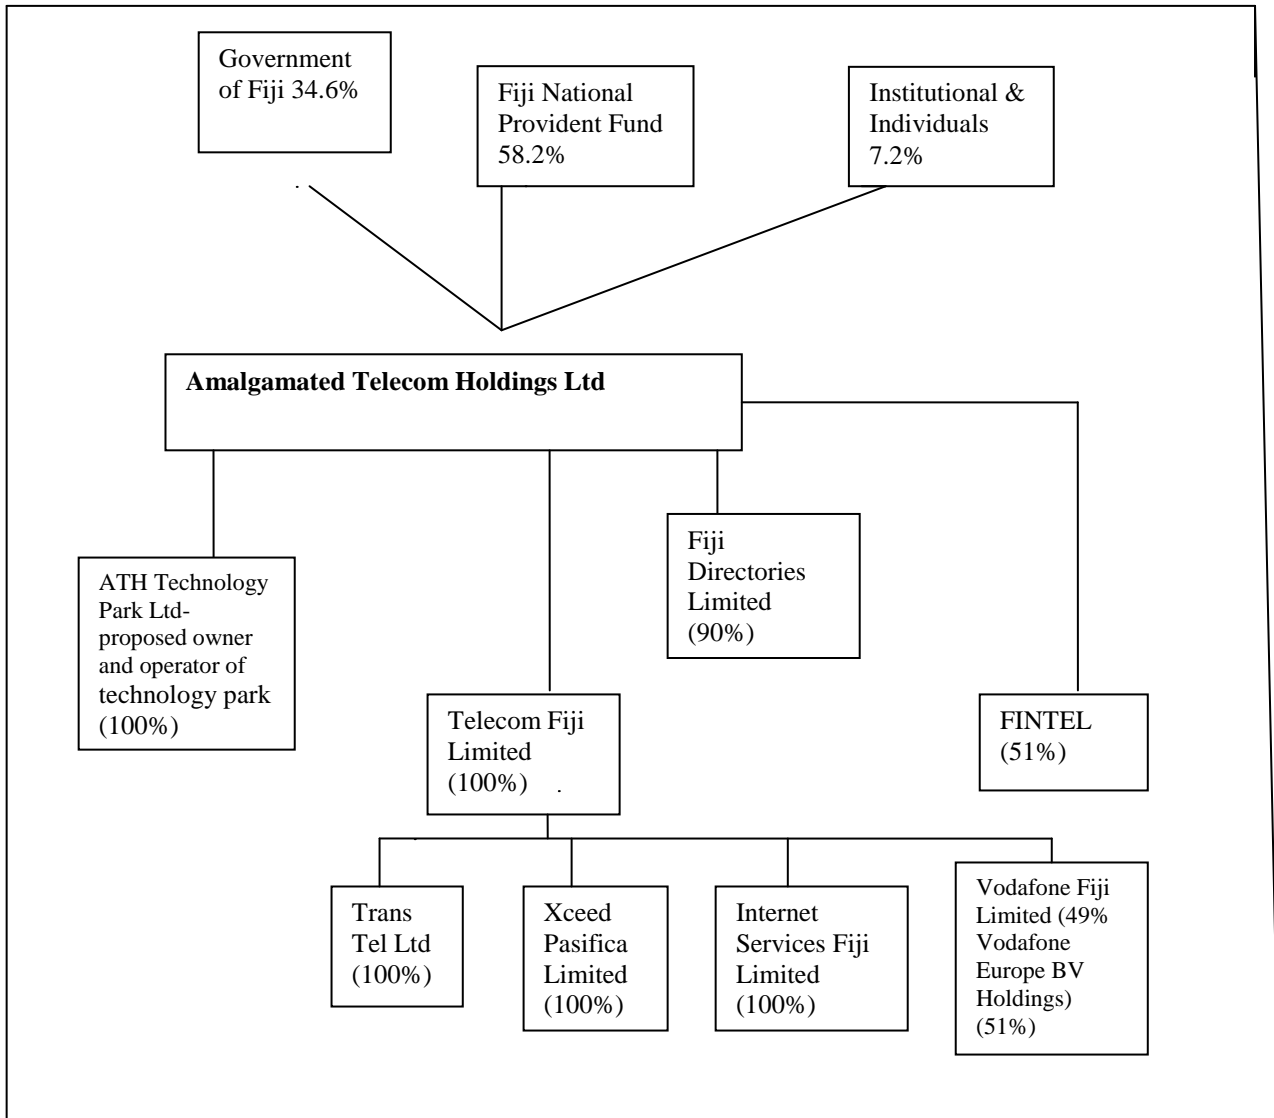 Government
of Fiji 34.6%
Fiji National
Provident Fund
58.2%
Institutional &
Individuals
7.2%
Amalgamated Telecom Holdings Ltd
Fiji
Directories
Limited
(90%)
ATH Technology
Park Ltd-
proposed owner
and operator of
technology park
(100%)
Telecom Fiji
Limited
(100%)
FINTEL
(51%)
Trans
Tel Ltd
(100%)
Xceed
Pasifica
Limited
(100%)
Internet
Services Fiji
Limited
(100%)
Vodafone Fiji
Limited (49%
Vodafone
Europe BV
Holdings)
(51%)